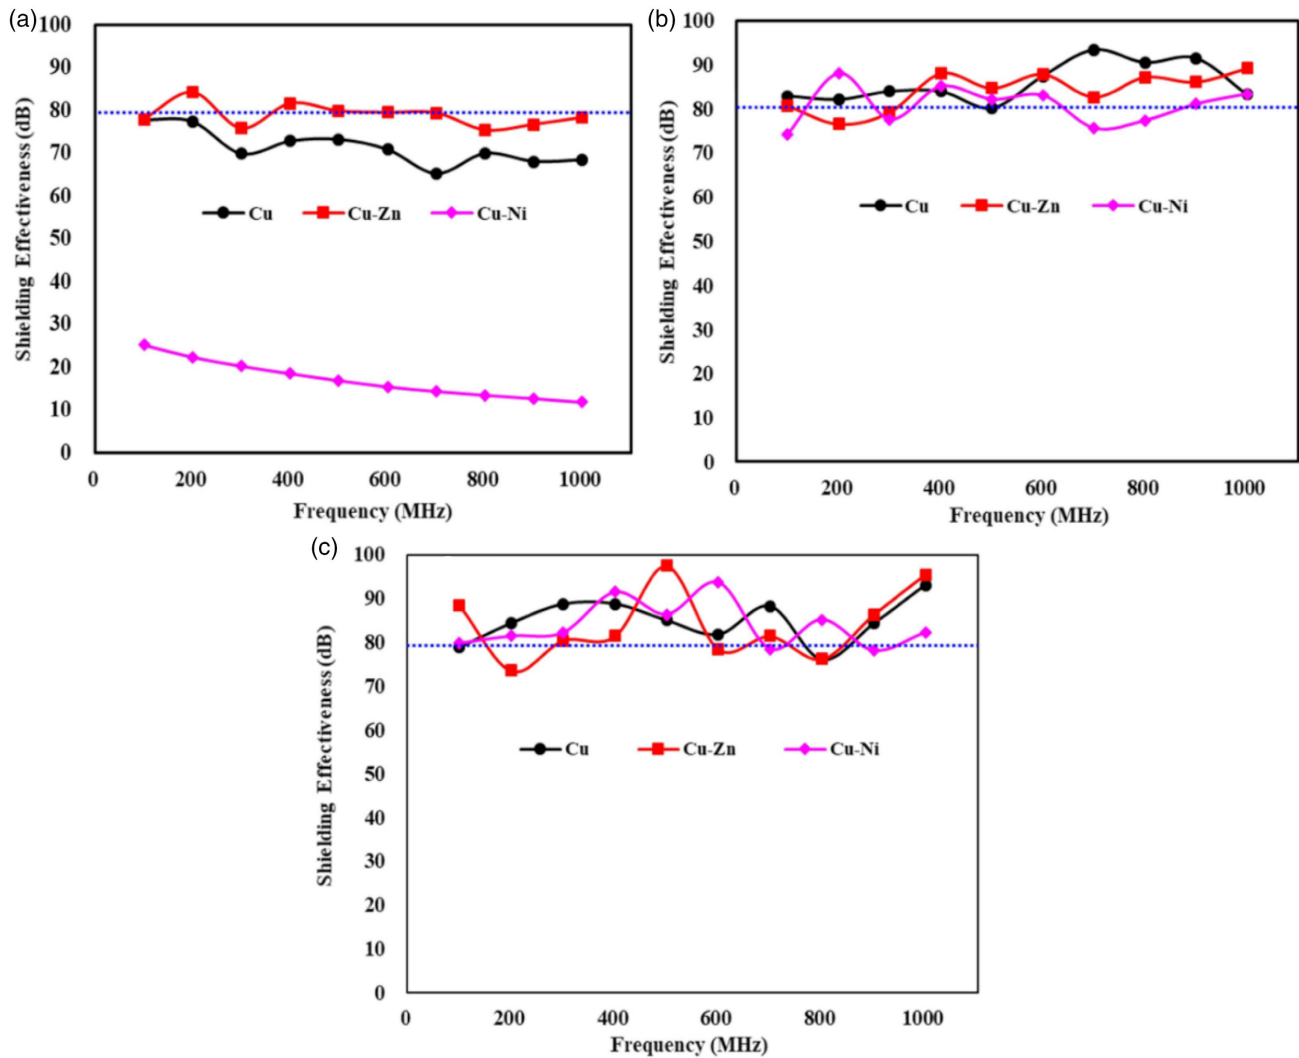 (a)
100
90
80
70
60
50
40
30
20
10
0
Shielding Effectiveness (dB)
Cu
Cu-Zn
Cu-Ni
0 200 400 600 800 1000
Frequency (MHz)
(b)
100
90
80
70
60
50
40
30
20
10
0
Shielding Effectiveness (dB)
Cu
Cu-Zn
Cu-Ni
0 200 400 600 800 1000
Frequency (MHz)
(c)
100
90
80
70
60
50
40
30
20
10
0
Shielding Effectiveness (dB)
Cu
Cu-Zn
Cu-Ni
0 200 400 600 800 1000
Frequency (MHz)